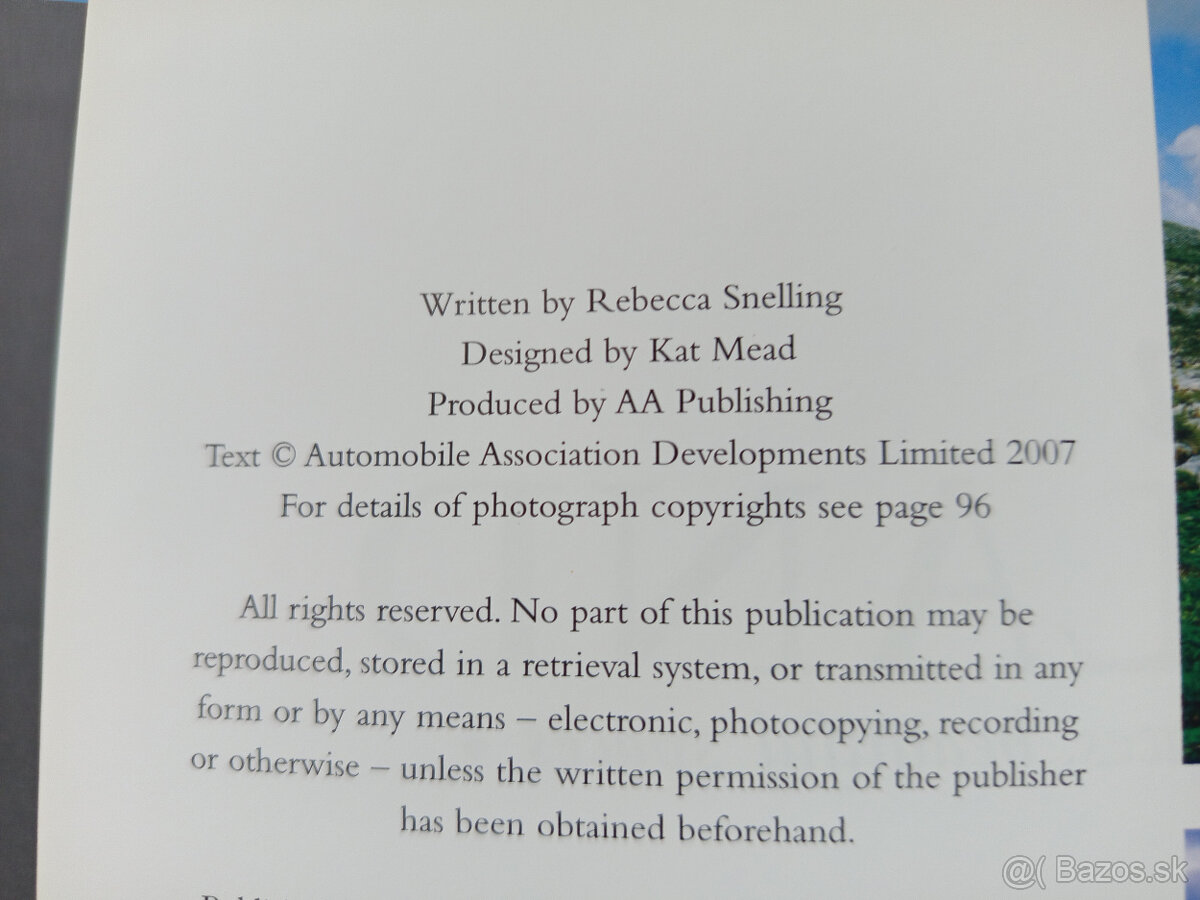 Written by Rebecca Snelling
Designed by Kat Mead
Produced by AA Publishing
Text © Automobile Association Developments Limited 2007
For details of photograph copyrights see page 96
All rights reserved. No part of this publication may be
reproduced, stored in a retrieval system, or transmitted in any
form or by any means – electronic, photocopying, recording
or otherwise – unless the written permission of the publisher
has been obtained beforehand.
@( Bazos.sk